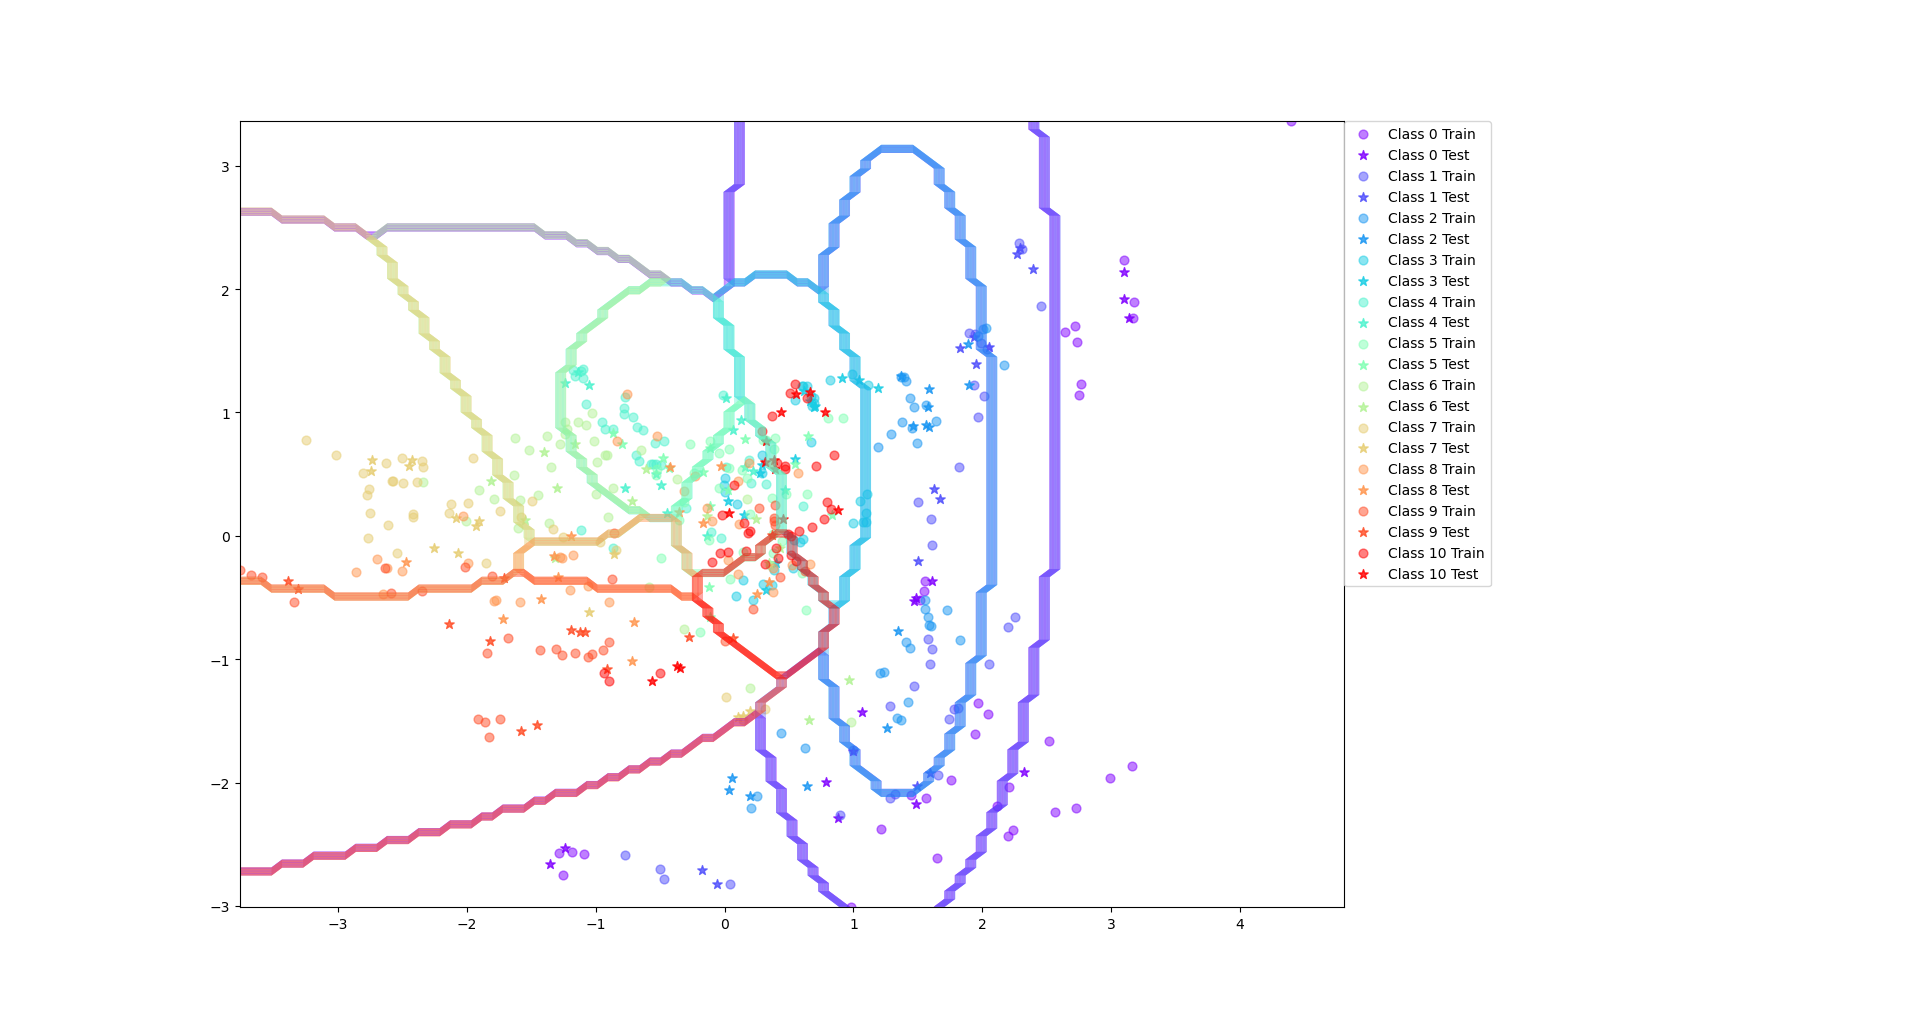 3
2
1
0
−1
−2
−3
−3
−2
−1
0
1
2
3
4
Class 0 Train
Class 0 Test
Class 1 Train
Class 1 Test
Class 2 Train
Class 2 Test
Class 3 Train
Class 3 Test
Class 4 Train
Class 4 Test
Class 5 Train
Class 5 Test
Class 6 Train
Class 6 Test
Class 7 Train
Class 7 Test
Class 8 Train
Class 8 Test
Class 9 Train
Class 9 Test
Class 10 Train
Class 10 Test